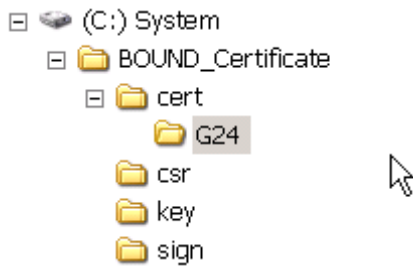 (C:) System
BOUND_Certificate
cert
G24
csr
key
sign